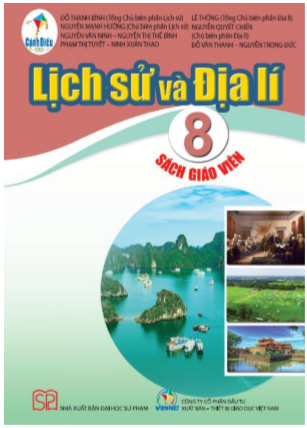 Cánh Diều
ĐỖ THANH BÌNH (Tổng Chủ biên phần Lịch sử)
NGUYỄN MẠNH HƯỞNG (Chủ biên phần Lịch sử)
NGUYỄN VĂN NINH – NGUYỄN THỊ THẾ BÌNH
PHẠM THỊ TUYẾT – NINH XUÂN THAO
LÊ THÔNG (Tổng Chủ biên phần Địa lí)
NGUYỄN QUYẾT CHIẾN
(Chủ biên phần Địa lí)
ĐỖ VĂN THANH – NGUYỄN TRỌNG ĐỨC
Lịch sử và Địa lí
8
SÁCH GIÁO VIÊN
SP
NHÀ XUẤT BẢN ĐẠI HỌC SƯ PHẠM
VEPIC
CÔNG TY CỔ PHẦN ĐẦU TƯ
XUẤT BẢN – THIẾT BỊ GIÁO DỤC VIỆT NAM